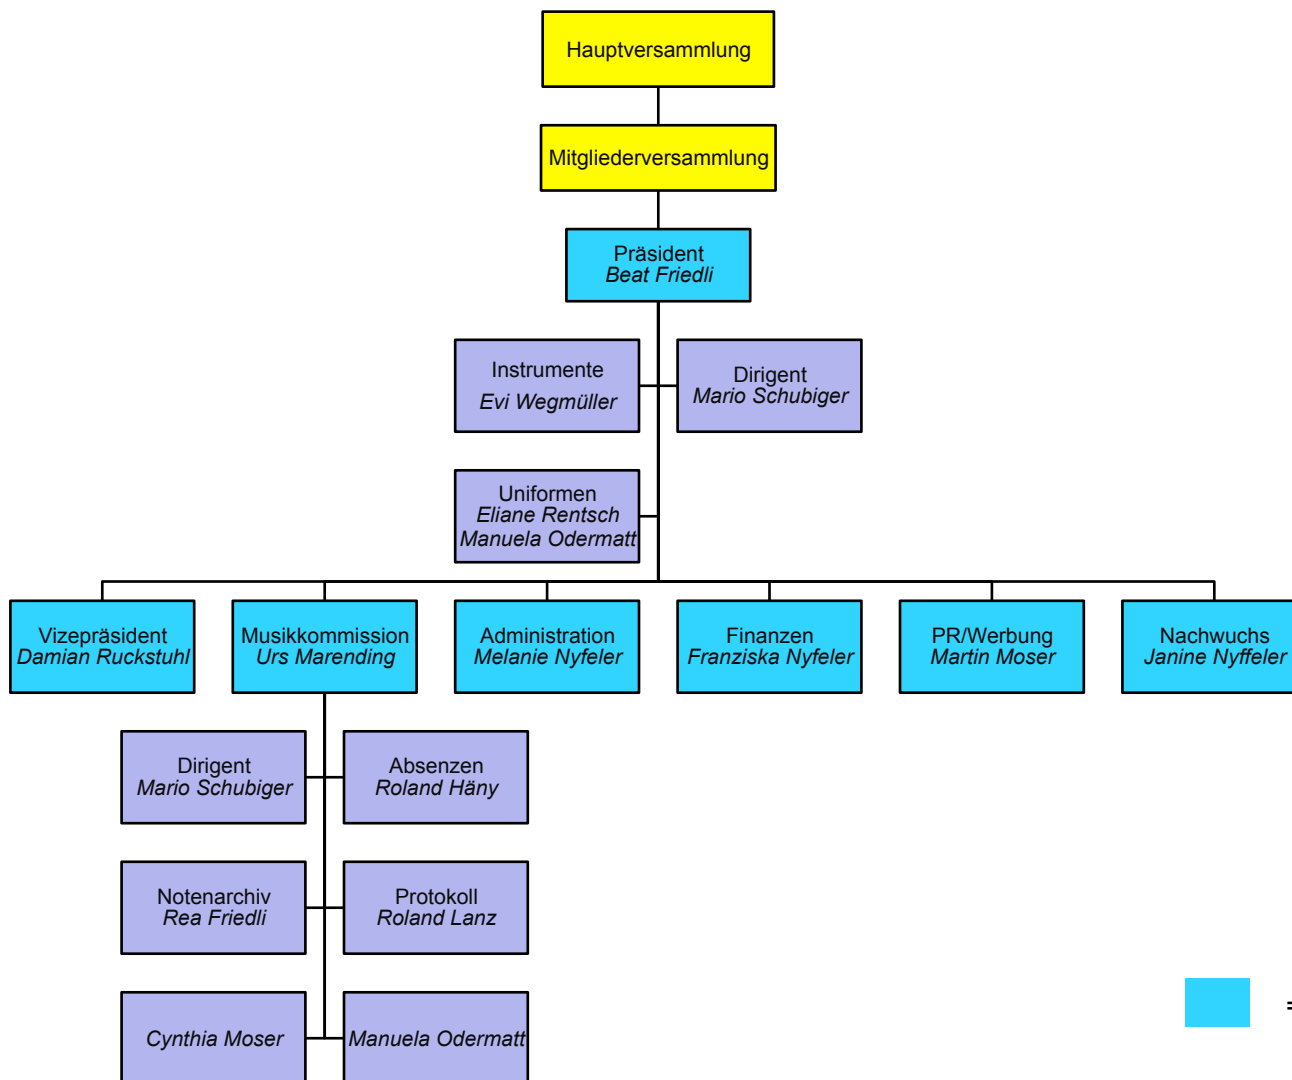 Hauptversammlung
Mitgliederversammlung
Präsident
Beat Friedli
Instrumente
Evi Wegmüller
Dirigent
Mario Schubiger
Uniformen
Eliane Rentsch
Manuela Odermatt
Vizepräsident
Damian Ruckstuhl
Musikkommission
Urs Marending
Administration
Melanie Nyfeler
Finanzen
Franziska Nyfeler
PR/Werbung
Martin Moser
Nachwuchs
Janine Nyffeler
Dirigent
Mario Schubiger
Absenzen
Roland Häny
Notenarchiv
Rea Friedli
Protokoll
Roland Lanz
Cynthia Moser
Manuela Odermatt
=